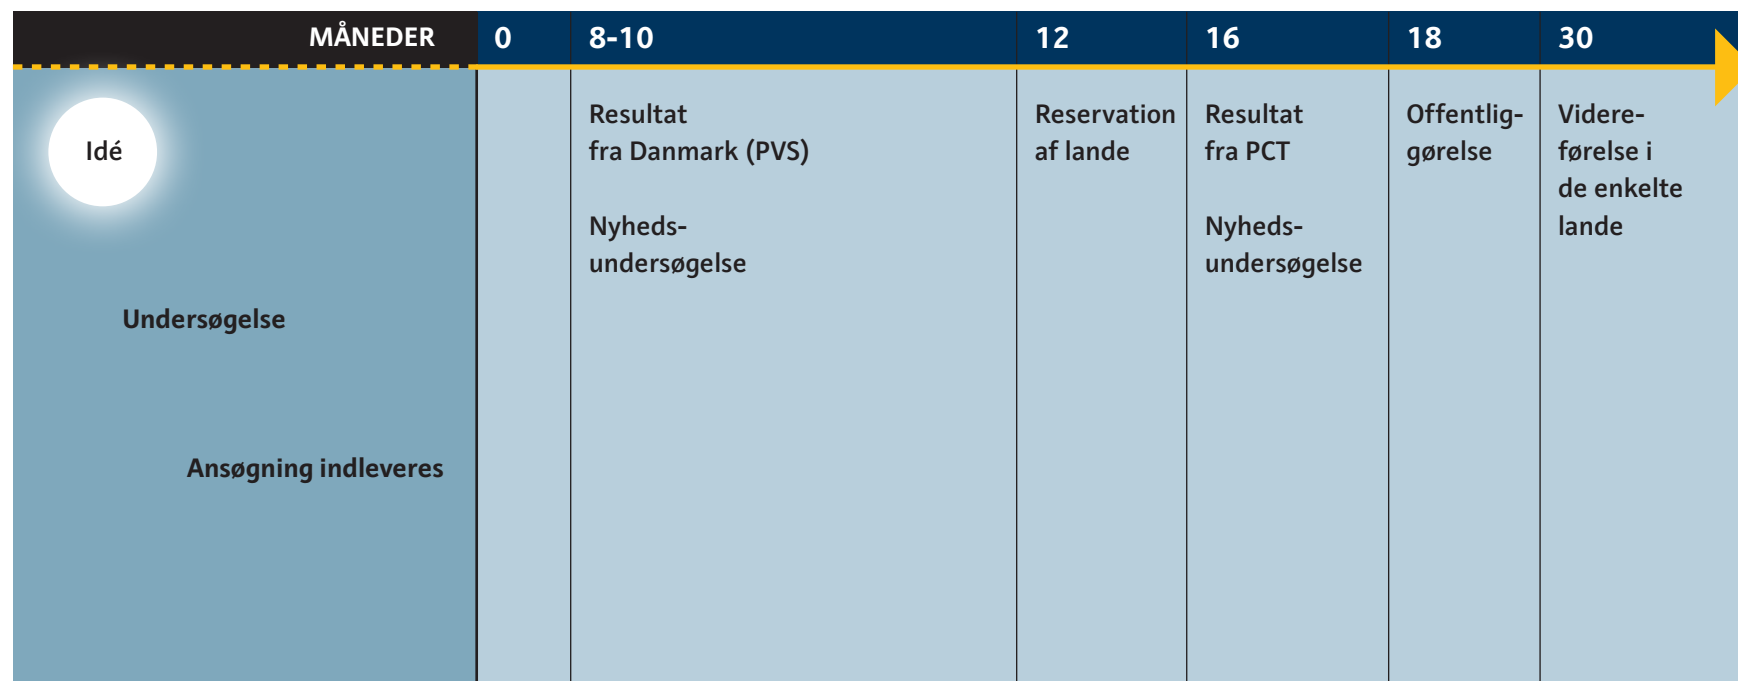 MÅNEDER
0
8-10
12
16
18
30
Idé
Undersøgelse
Ansøgning indleveres
Resultat
fra Danmark (PVS)
Nyheds-
undersøgelse
Reservation
af lande
Resultat
fra PCT
Nyheds-
undersøgelse
Offentlig-
gørelse
Videre-
førelse i
de enkelte
lande